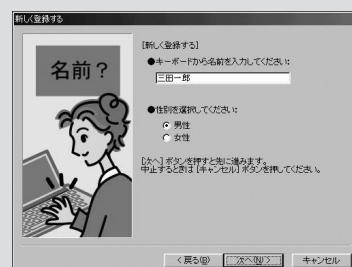 新しく登録する
名前？
[新しく登録する]
●キーボードから名前を入力してください:
三田一郎
●性別を選択してください:
男性
女性
[次へ] ボタンを押すと先に進みます。
中止するときは [キャンセル] ボタンを押してください。
< 戻る(B)
次へ(N) >
キャンセル